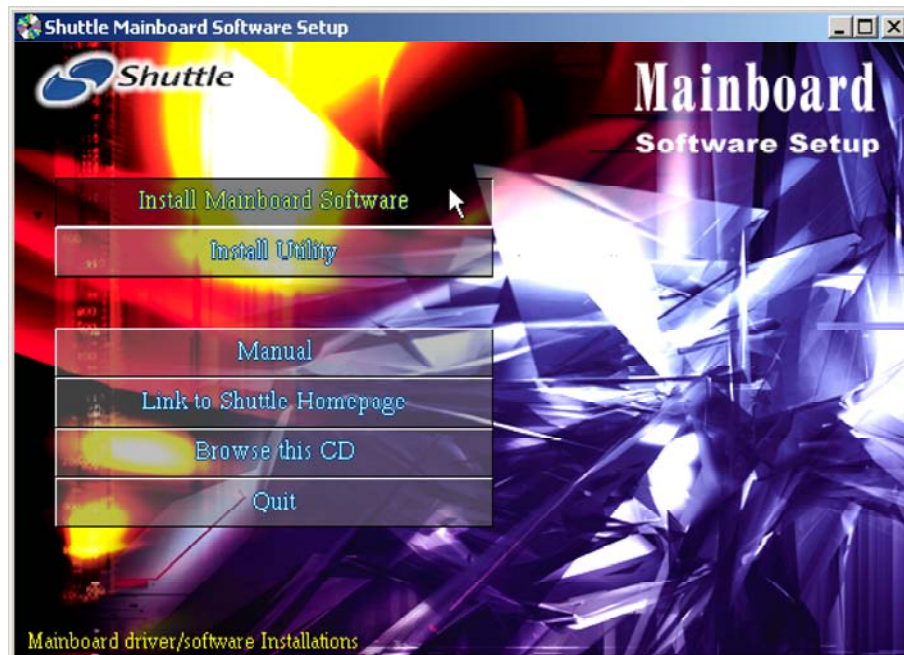 Shuttle Mainboard Software Setup
Shuttle
Mainboard
Software Setup
Install Mainboard Software
Install Utility
Manual
Link to Shuttle Homepage
Browse this CD
Quit
Mainboard driver/software Installations